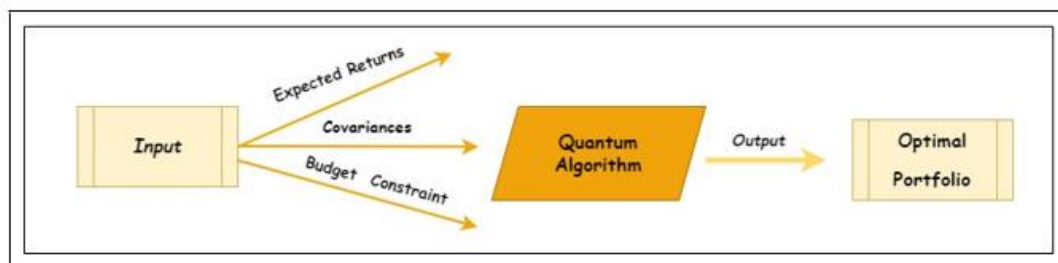 Input
Expected Returns
Covariances
Budget Constraint
Quantum
Algorithm
Output
Optimal
Portfolio